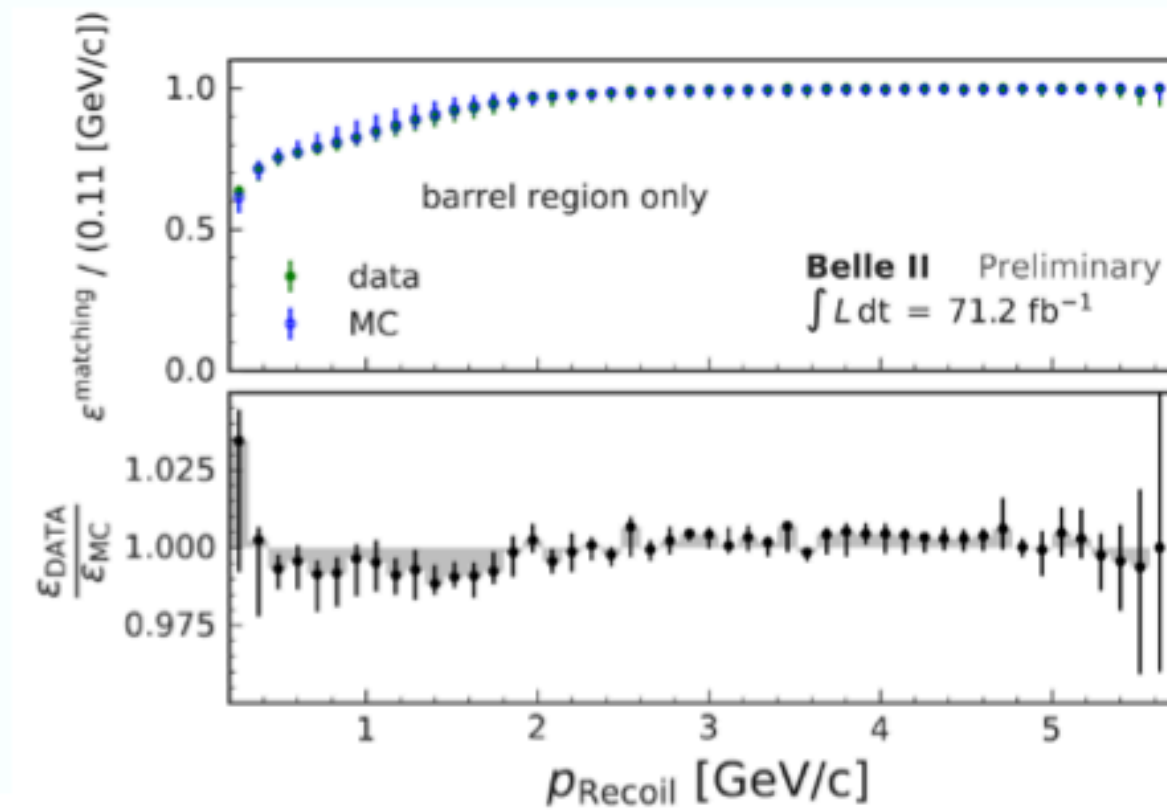 ε^matching / (0.11 [GeV/c])
1.0
0.5
0.0
barrel region only
data
MC
Belle II Preliminary
∫ L dt = 71.2 fb⁻¹
ε_DATA
ε_MC
1.025
1.000
0.975
1 2 3 4 5
p_Recoil [GeV/c]